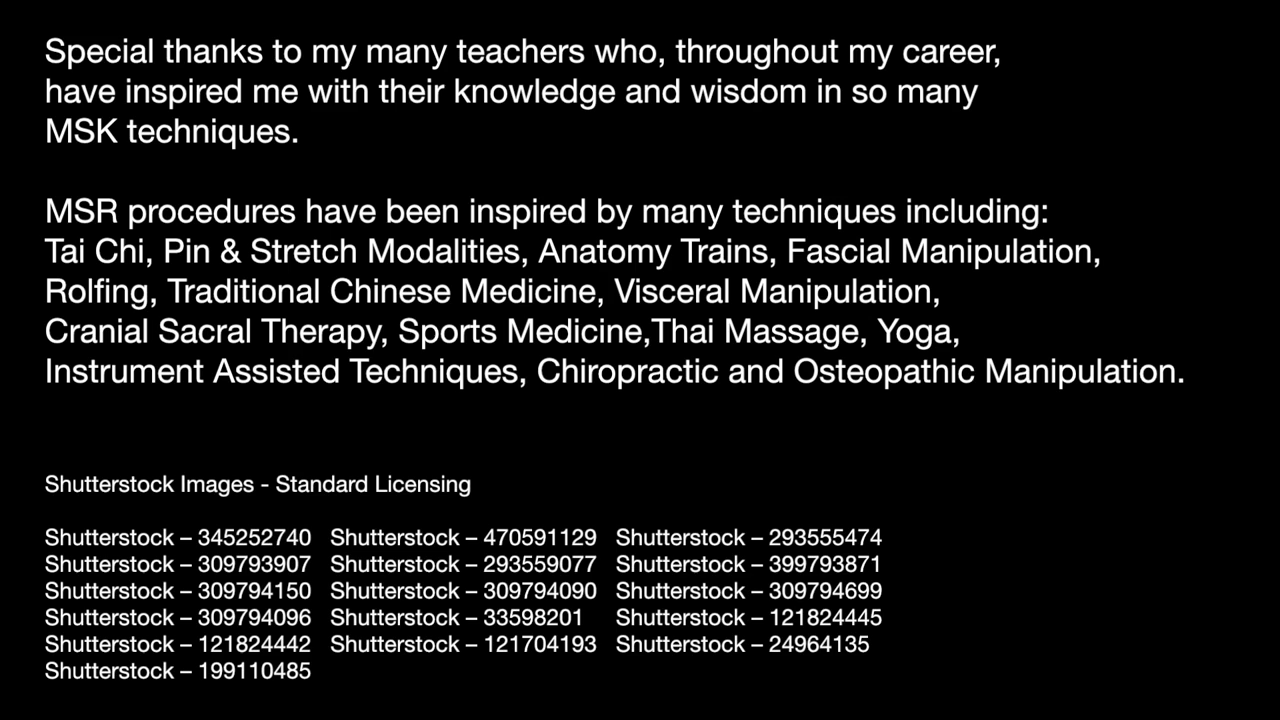 Special thanks to my many teachers who, throughout my career,
have inspired me with their knowledge and wisdom in so many
MSK techniques.
MSR procedures have been inspired by many techniques including:
Tai Chi, Pin & Stretch Modalities, Anatomy Trains, Fascial Manipulation,
Rolfing, Traditional Chinese Medicine, Visceral Manipulation,
Cranial Sacral Therapy, Sports Medicine,Thai Massage, Yoga,
Instrument Assisted Techniques, Chiropractic and Osteopathic Manipulation.
Shutterstock Images - Standard Licensing
Shutterstock – 345252740 Shutterstock – 470591129 Shutterstock – 293555474
Shutterstock – 309793907 Shutterstock – 293559077 Shutterstock – 399793871
Shutterstock – 309794150 Shutterstock – 309794090 Shutterstock – 309794699
Shutterstock – 309794096 Shutterstock – 33598201 Shutterstock – 121824445
Shutterstock – 121824442 Shutterstock – 121704193 Shutterstock – 24964135
Shutterstock – 199110485